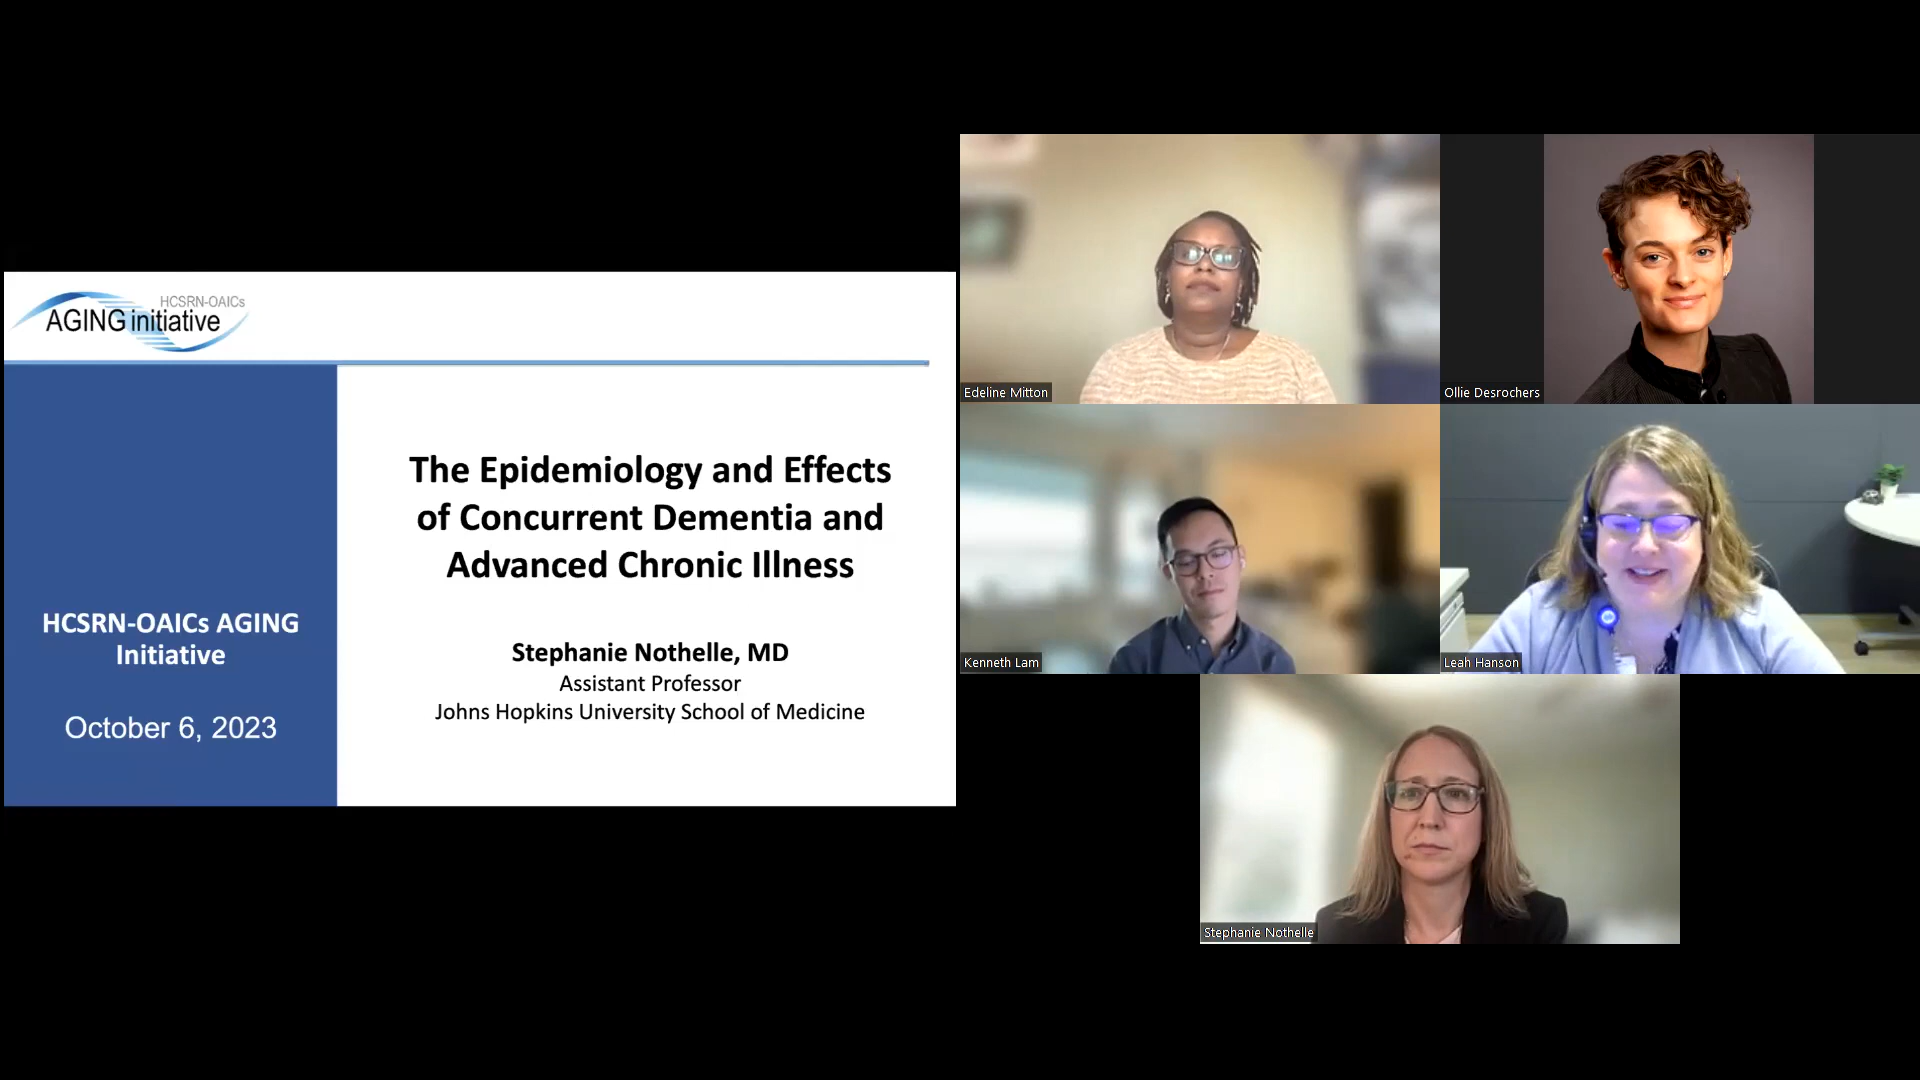 HCSRN-OAICs
AGING initiative
HCSRN-OAICs AGING
Initiative
October 6, 2023
The Epidemiology and Effects
of Concurrent Dementia and
Advanced Chronic Illness
Stephanie Nothelle, MD
Assistant Professor
Johns Hopkins University School of Medicine
Edeline Mitton
Ollie Desrochers
Kenneth Lam
Leah Hanson
Stephanie Nothelle